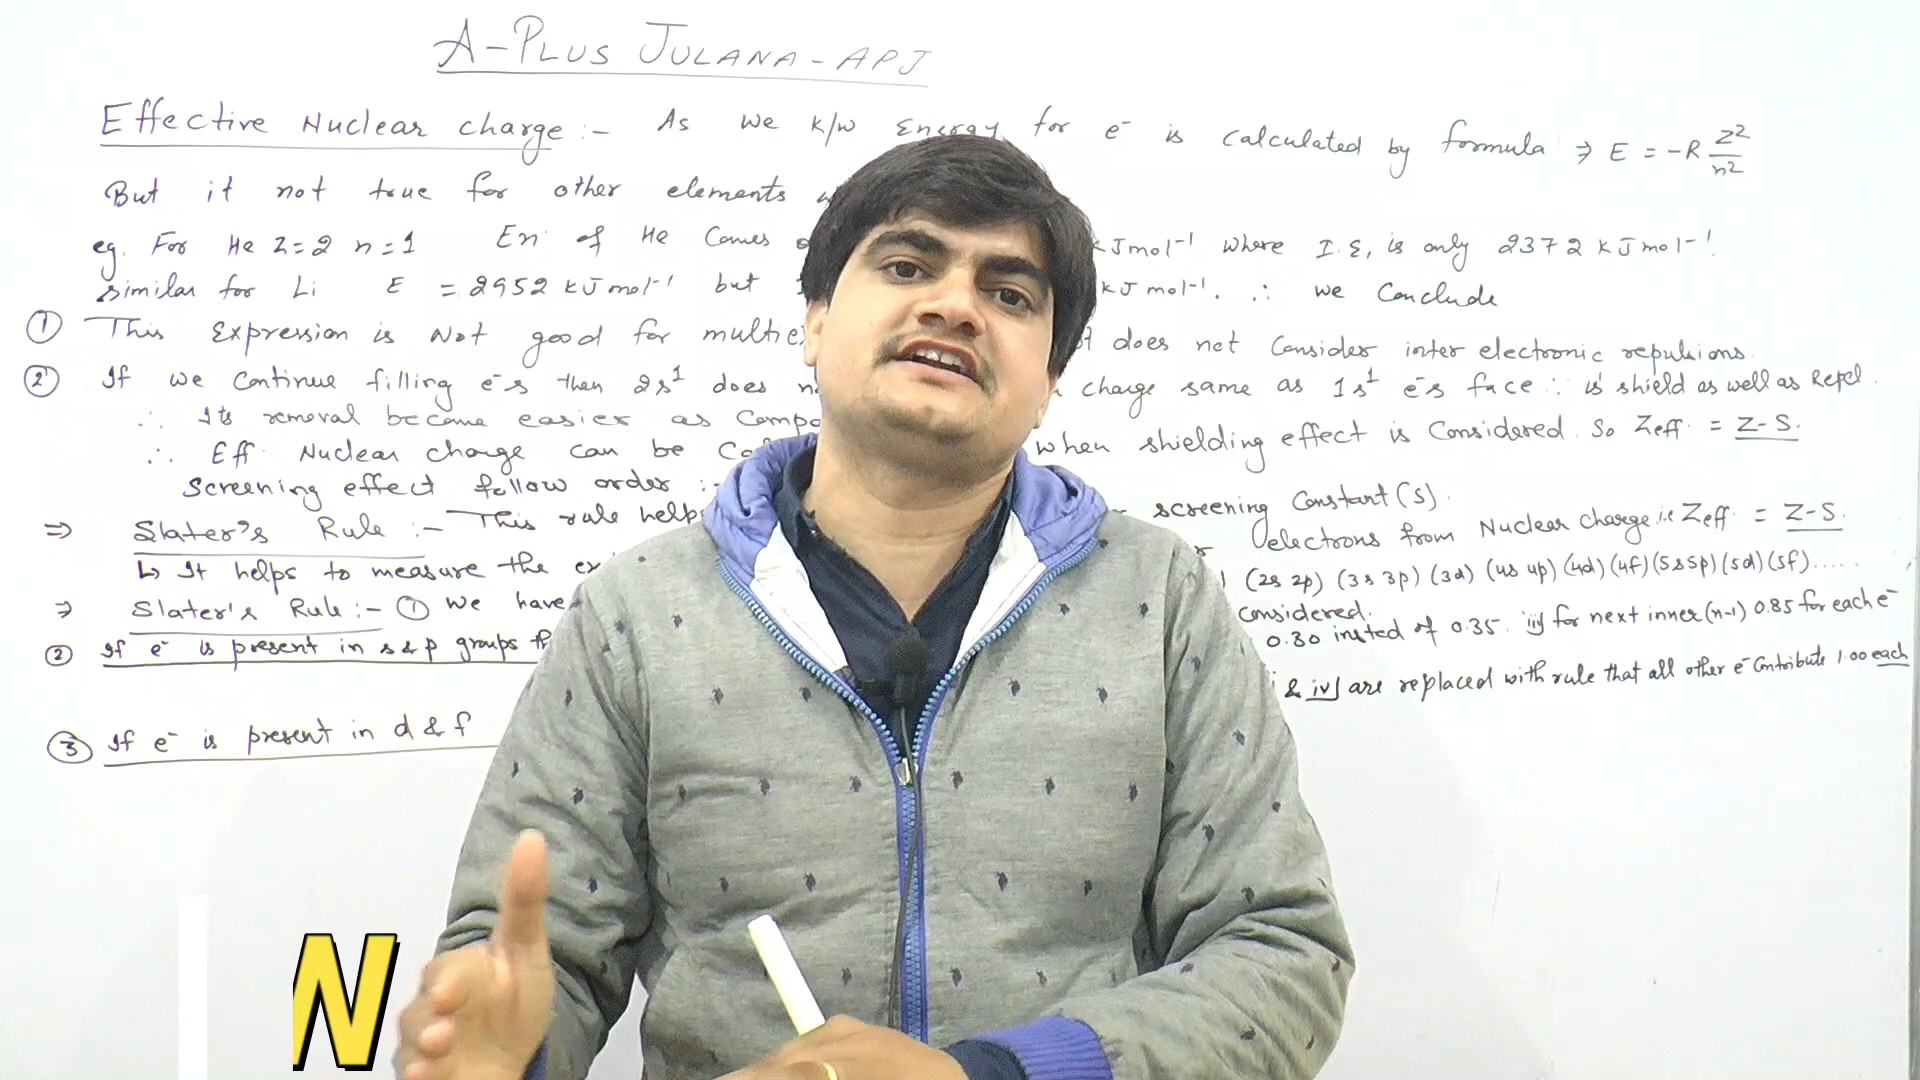 A-PLUS JULANA-APJ
Effective Nuclear charge :- As we k/w Energy for e⁻ is calculated by formula ⇒ E = -R Z²/n²
But it not true for other elements
eg. For He Z=2 n=1 En. of He Comes kJmol⁻¹ where I.E, is only 2372 kJmol⁻¹.
similar for Li E = 2952 kJmol⁻¹ but kJ mol⁻¹. ∴ we Conclude
① This Expression is Not good for does not Consider inter electronic repulsions.
② If we Continue filling e⁻s then 2s¹ does charge same as 1s¹ e⁻s face ∴ is shield as well as Repel.
∴ Its removal become easier as
∴ Eff. Nuclear charge can be when shielding effect is Considered. So Zeff. = Z-S.
Screening effect follow order :-
⇒ Slater's Rule :- This rule helps screening Constant (S).
electrons from Nuclear charge i.e Zeff. = Z-S.
↳ It helps to measure the
(2s 2p) (3s 3p) (3d) (4s 4p) (4d) (4f) (5s5p) (5d) (5f).....
⇒ Slater's Rule :- ① We have considered.
② If e⁻ is present in s & p groups 0.30 insted of 0.35. iii) for next inner (n-1) 0.85 for each e⁻
& iv) are replaced with rule that all other e⁻ Contribute 1.00 each
③ If e⁻ is present in d & f
N